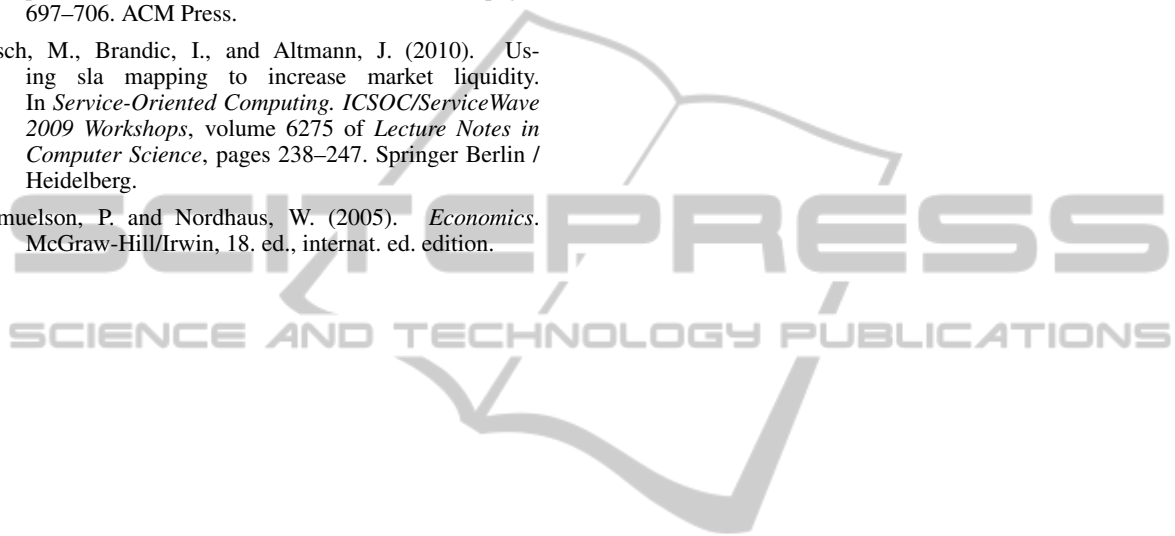 697–706. ACM Press.
sch, M., Brandic, I., and Altmann, J. (2010). Us-
ing sla mapping to increase market liquidity.
In Service-Oriented Computing. ICSOC/ServiceWave
2009 Workshops, volume 6275 of Lecture Notes in
Computer Science, pages 238–247. Springer Berlin /
Heidelberg.
muelson, P. and Nordhaus, W. (2005). Economics.
McGraw-Hill/Irwin, 18. ed., internat. ed. edition.
SCITEPRESS
SCIENCE AND TECHNOLOGY PUBLICATIONS